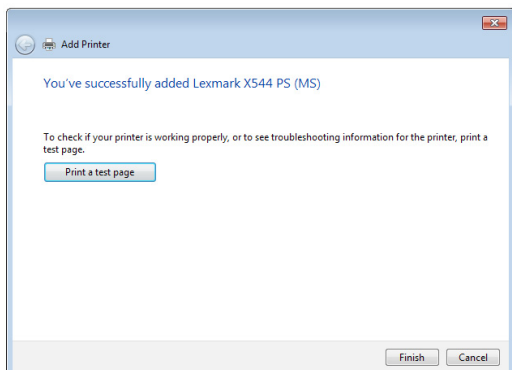 Add Printer
You've successfully added Lexmark X544 PS (MS)
To check if your printer is working properly, or to see troubleshooting information for the printer, print a
test page.
Print a test page
Finish
Cancel